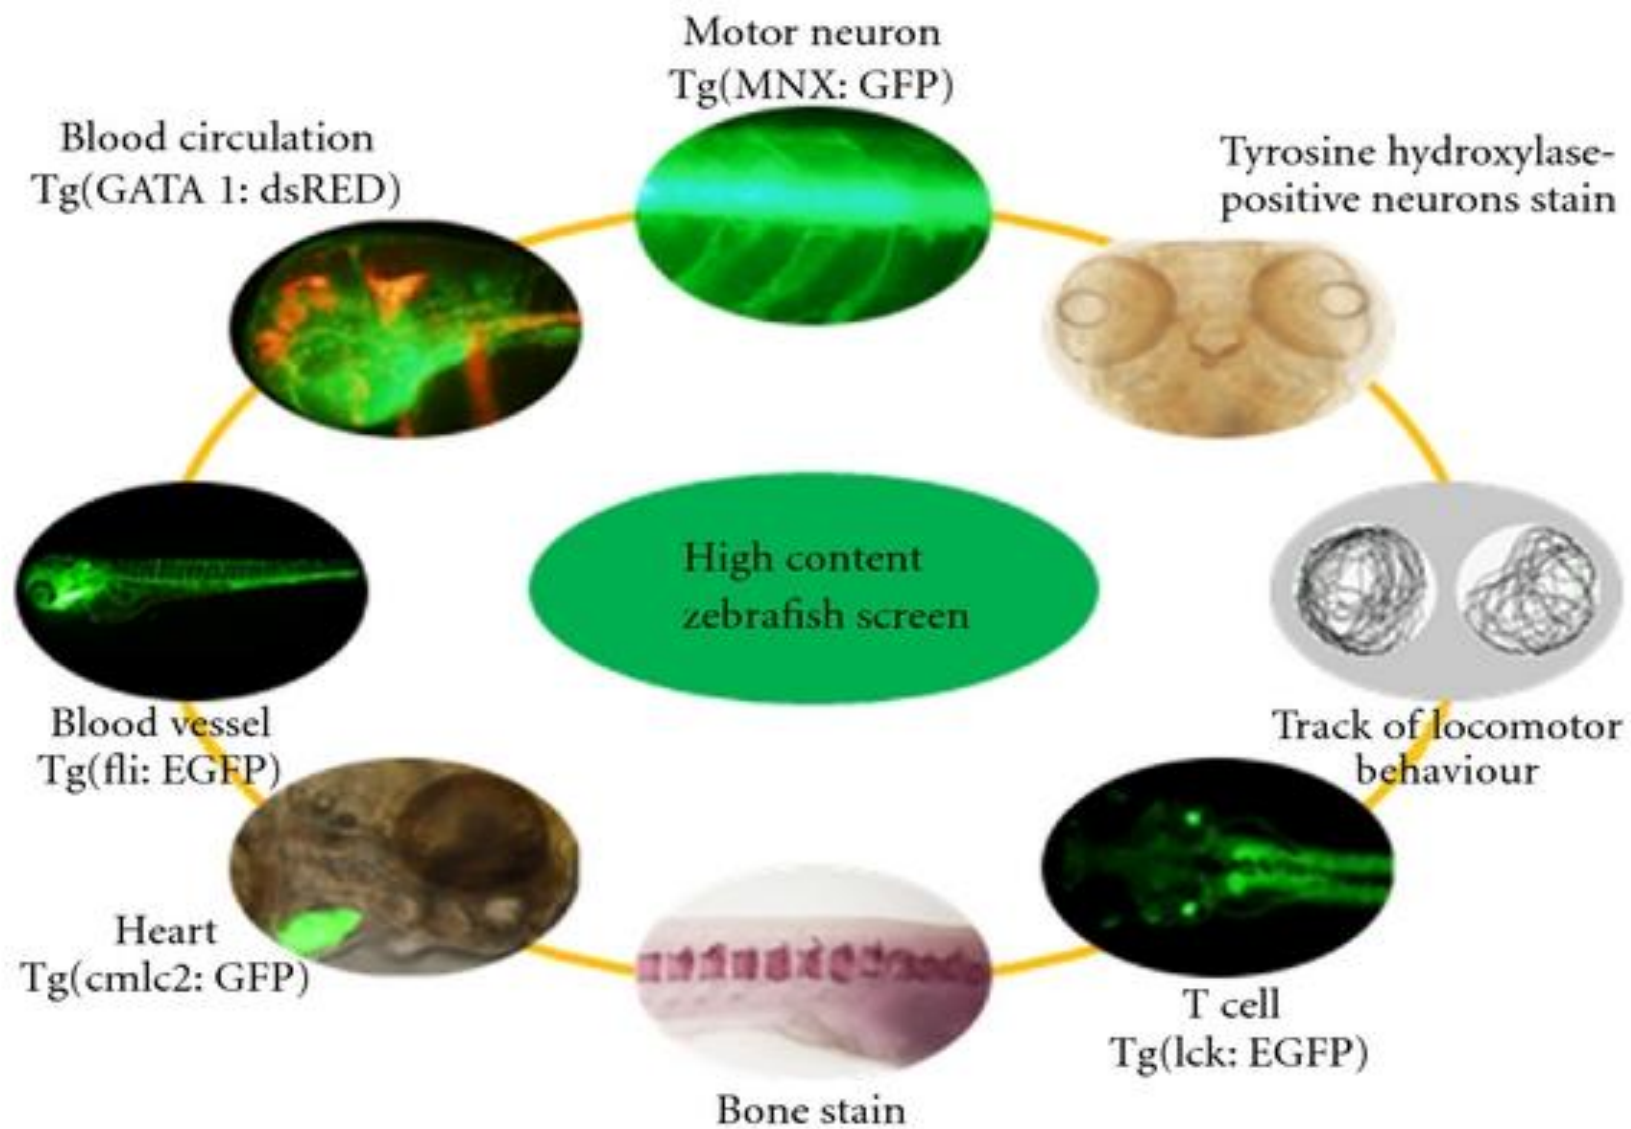 Motor neuron
Tg(MNX: GFP)
Blood circulation
Tg(GATA 1: dsRED)
Tyrosine hydroxylase-
positive neurons stain
High content
zebrafish screen
Blood vessel
Tg(fli: EGFP)
Track of locomotor
behaviour
Heart
Tg(cmlc2: GFP)
T cell
Tg(lck: EGFP)
Bone stain